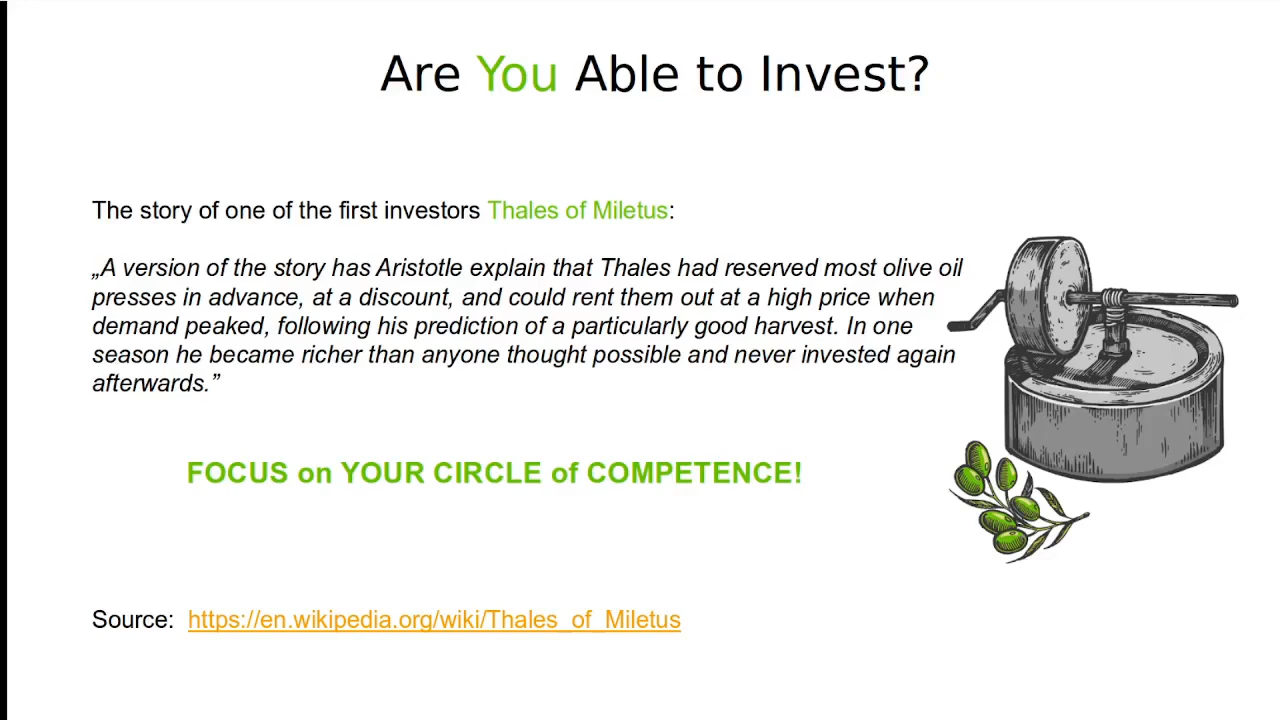 Are You Able to Invest?
The story of one of the first investors Thales of Miletus:
„A version of the story has Aristotle explain that Thales had reserved most olive oil
presses in advance, at a discount, and could rent them out at a high price when
demand peaked, following his prediction of a particularly good harvest. In one
season he became richer than anyone thought possible and never invested again
afterwards.”
FOCUS on YOUR CIRCLE of COMPETENCE!
Source: https://en.wikipedia.org/wiki/Thales_of_Miletus